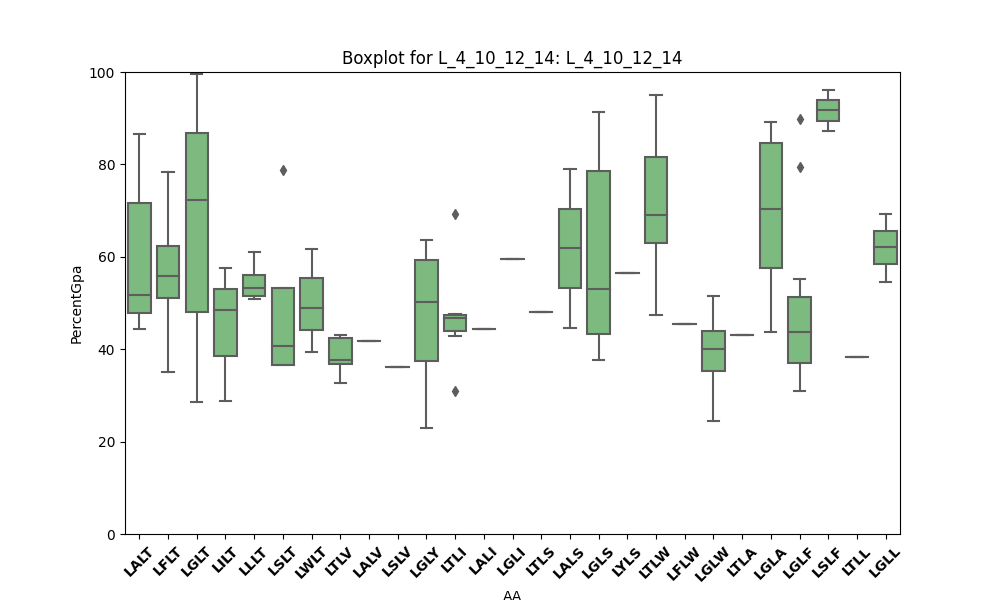 Boxplot for L_4_10_12_14: L_4_10_12_14
100
80
60
40
20
0
PercentGpa
LALT LFLT LGLT LILT LLLT LSLT LWLT LTLV LALV LSLV LGLY LTLI LALI LGLI LTLS LALS LGLS LYLS LTLW LFLW LGLW LTLA LGLA LGLF LSLF LTLL LGLL
AA